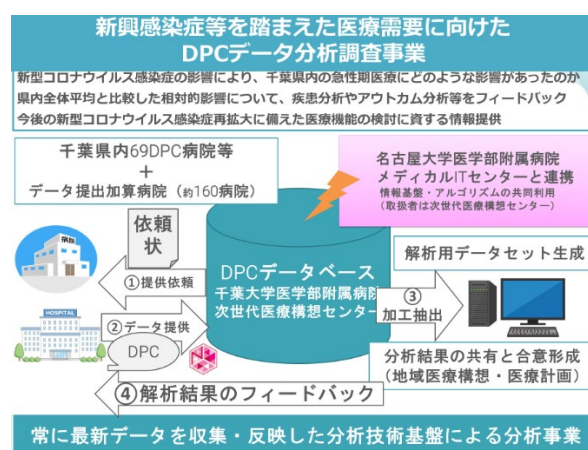 新興感染症等を踏まえた医療需要に向けた
DPCデータ分析調査事業
新型コロナウイルス感染症の影響により、千葉県内の急性期医療にどのような影響があったのか
県内全体平均と比較した相対的影響について、疾患分析やアウトカム分析等をフィードバック
今後の新型コロナウイルス感染症再拡大に備えた医療機能の検討に資する情報提供
千葉県内69DPC病院等
+
データ提出加算病院（約160病院）
名古屋大学医学部附属病院
メディカルITセンターと連携
情報基盤・アルゴリズムの共同利用
（取扱者は次世代医療構想センター）
依頼
状
病院
①提供依頼
DPCデータベース
千葉大学医学部附属病院
次世代医療構想センター
解析用データセット生成
③
加工抽出
HOSPITAL
②データ提供
DPC
分析結果の共有と合意形成
（地域医療構想・医療計画）
④解析結果のフィードバック
常に最新データを収集・反映した分析技術基盤による分析事業